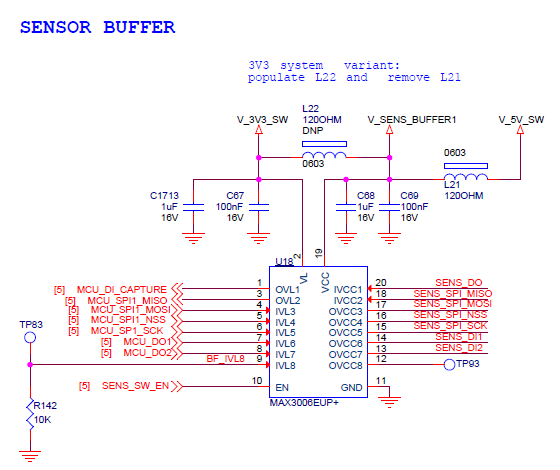 SENSOR BUFFER
3V3 system variant:
populate L22 and remove L21
L22
V_3V3_SW 120OHM V_SENS_BUFFER1 V_5V_SW
DNP
0603
0603
L21
120OHM
C1713 C67 C68 C69
1uF 100nF 1uF 100nF
16V 16V 16V 16V
2 19
U18
VL VCC
[5] MCU_DI_CAPTURE 1 OVL1 IVCC1 20 SENS_DO
[5] MCU_SPI1_MISO 3 OVL2 IVCC2 18 SENS_SPI_MISO
[5] MCU_SPI1_MOSI 4 IVL3 OVCC3 17 SENS_SPI_MOSI
[5] MCU_SPI1_NSS 5 IVL4 OVCC4 16 SENS_SPI_NSS
[5] MCU_SP1_SCK 6 IVL5 OVCC5 15 SENS_SPI_SCK
[5] MCU_DO1 7 IVL6 OVCC6 14 SENS_DI1
[5] MCU_DO2 8 IVL7 OVCC7 13 SENS_DI2
TP83 BF_IVL8 9 IVL8 OVCC8 12 TP93
[5] SENS_SW_EN 10 EN GND 11
MAX3006EUP+
R142
10K